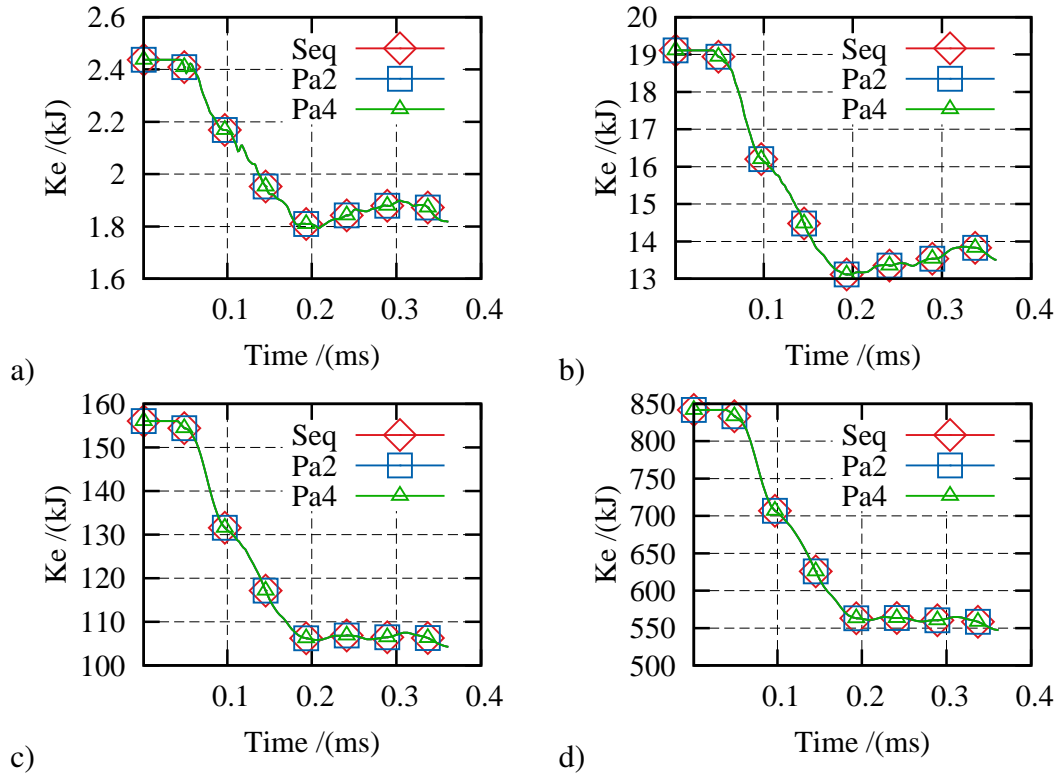 2.6
2.4
2.2
2
1.8
1.6
Ke /(kJ)
Seq
Pa2
Pa4
0.1
0.2
0.3
0.4
Time /(ms)
a)
20
19
18
17
16
15
14
13
Ke /(kJ)
Seq
Pa2
Pa4
0.1
0.2
0.3
0.4
Time /(ms)
b)
160
150
140
130
120
110
100
Ke /(kJ)
Seq
Pa2
Pa4
0.1
0.2
0.3
0.4
Time /(ms)
c)
850
800
750
700
650
600
550
500
Ke /(kJ)
Seq
Pa2
Pa4
0.1
0.2
0.3
0.4
Time /(ms)
d)